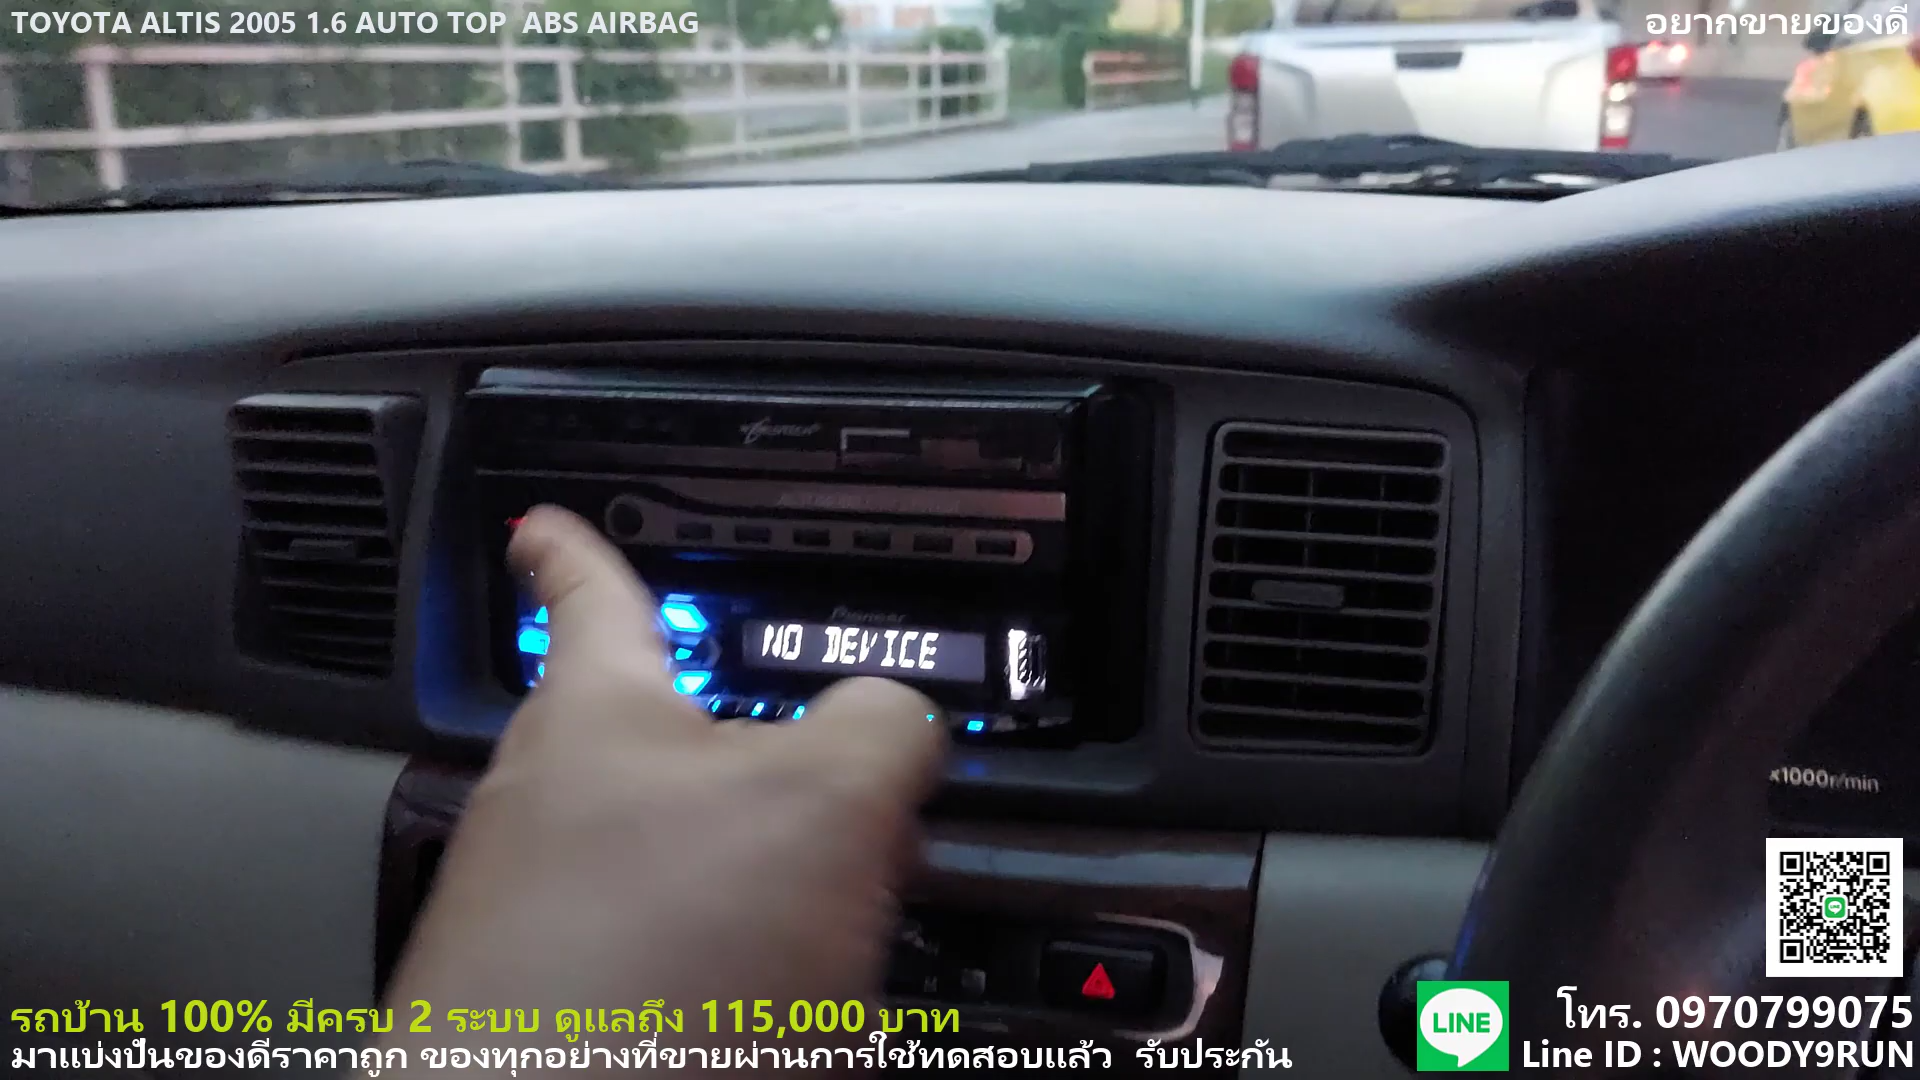 TOYOTA ALTIS 2005 1.6 AUTO TOP  ABS AIRBAG
อยากขายของดี
Pioneer
NO DEVICE
x1000r/min
รถบ้าน 100% มีครบ 2 ระบบ ดูแลถึง 115,000 บาท
มาแบ่งปันของดีราคาถูก ของทุกอย่างที่ขายผ่านการใช้ทดสอบแล้ว  รับประกัน
LINE
โทร. 0970799075
Line ID : WOODY9RUN